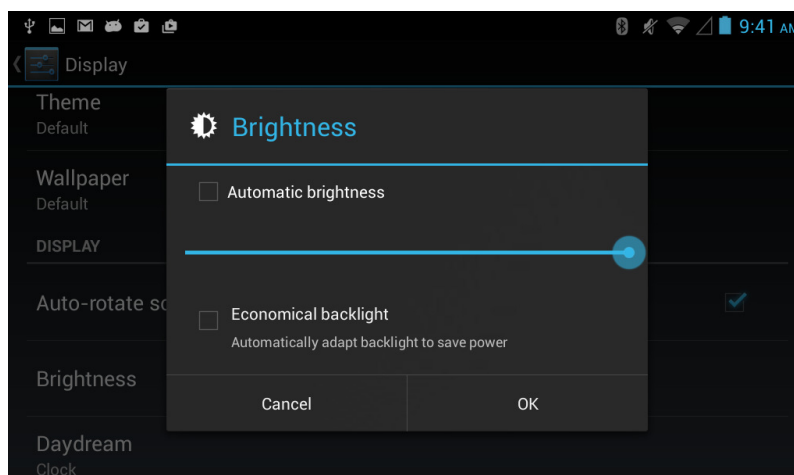 9:41 AM
Display
Theme
Default
Wallpaper
Default
DISPLAY
Auto-rotate sc
Brightness
Daydream
Clock
Brightness
Automatic brightness
Economical backlight
Automatically adapt backlight to save power
Cancel
OK